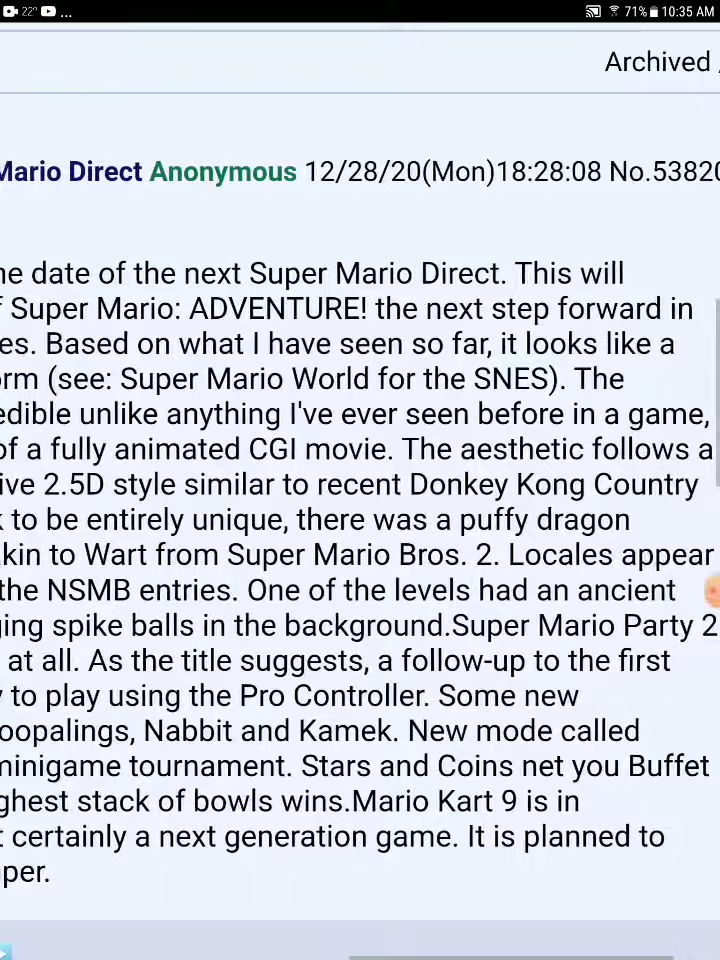 22° ... 71% 10:35 AM
Archived
Mario Direct Anonymous 12/28/20(Mon)18:28:08 No.53820
he date of the next Super Mario Direct. This will
f Super Mario: ADVENTURE! the next step forward in
es. Based on what I have seen so far, it looks like a
orm (see: Super Mario World for the SNES). The
edible unlike anything I've ever seen before in a game,
of a fully animated CGI movie. The aesthetic follows a
ive 2.5D style similar to recent Donkey Kong Country
k to be entirely unique, there was a puffy dragon
kin to Wart from Super Mario Bros. 2. Locales appear
the NSMB entries. One of the levels had an ancient
ging spike balls in the background.Super Mario Party 2
at all. As the title suggests, a follow-up to the first
y to play using the Pro Controller. Some new
oopalings, Nabbit and Kamek. New mode called
minigame tournament. Stars and Coins net you Buffet
ghest stack of bowls wins.Mario Kart 9 is in
t certainly a next generation game. It is planned to
per.